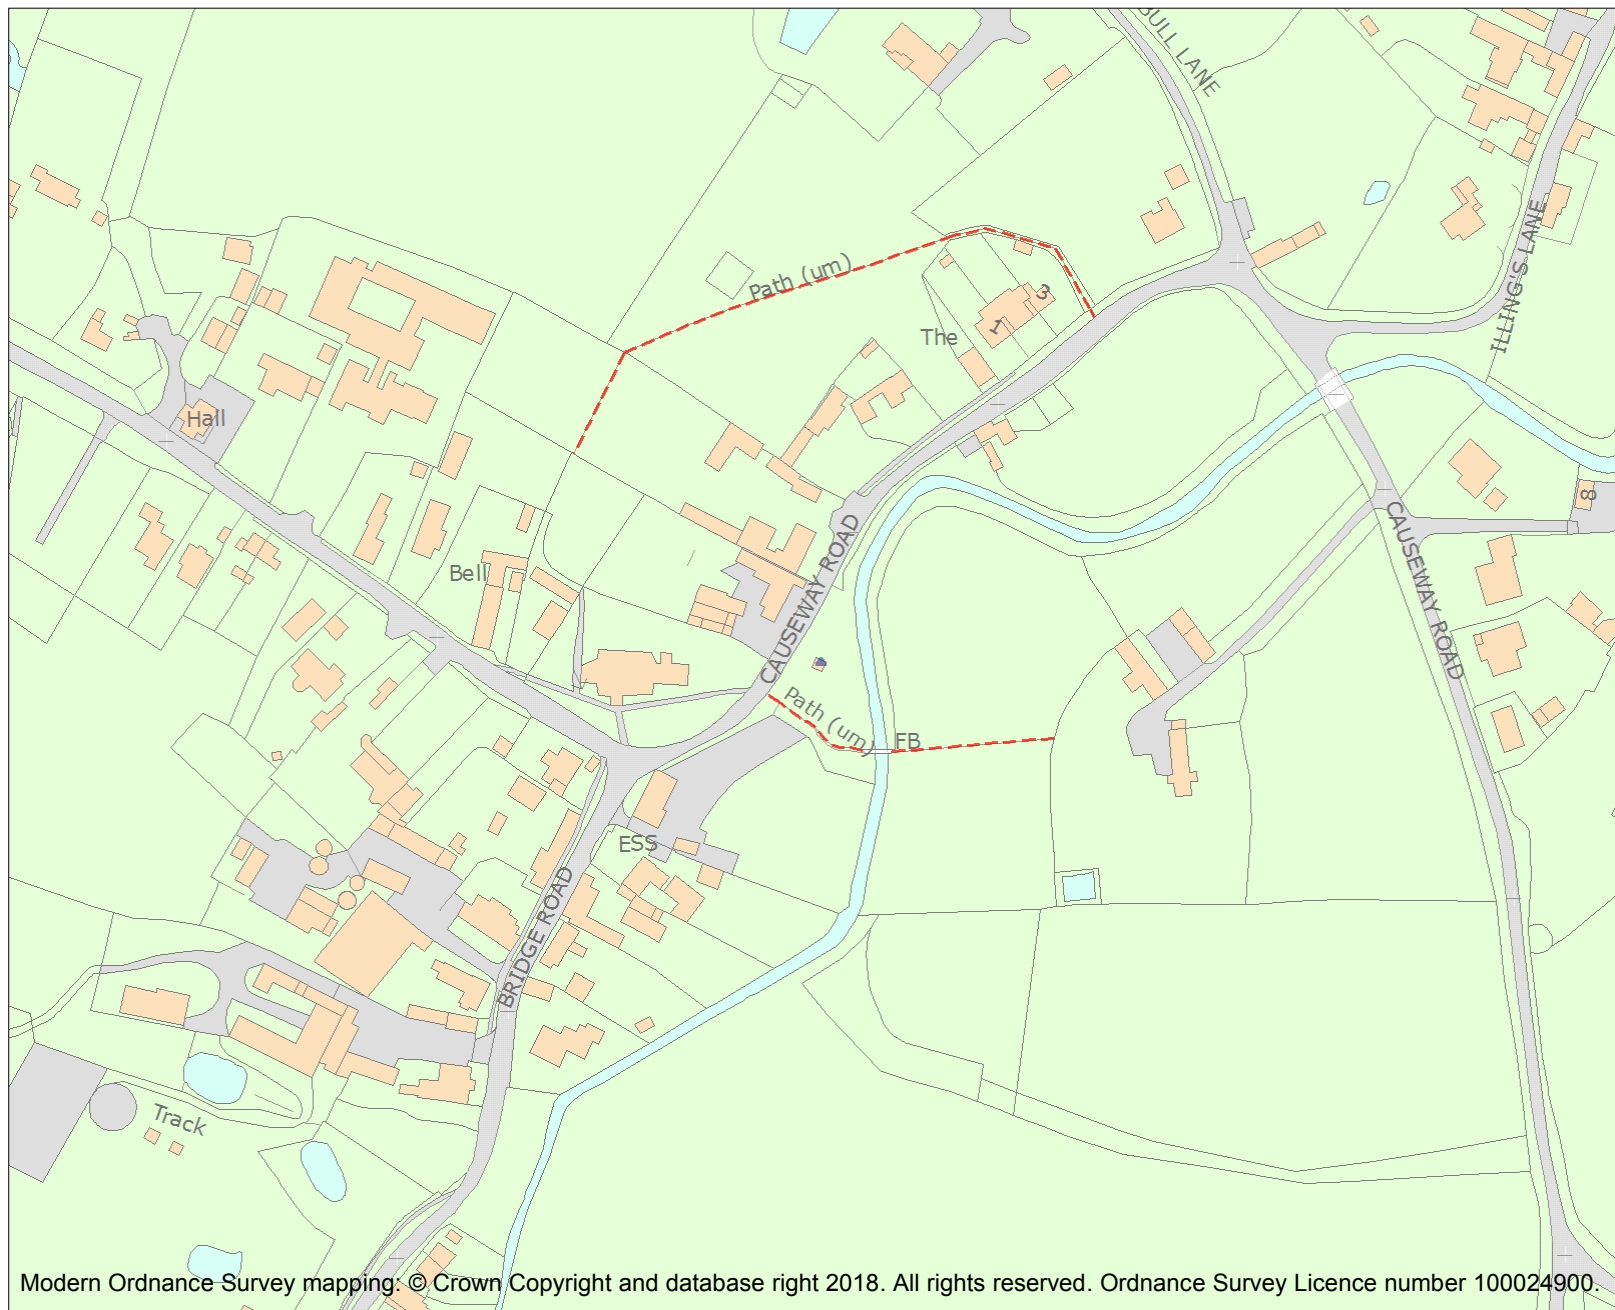 BULL LANE
ILLING'S LANE
Path (um)
3
1
The
Hall
8
CAUSEWAY ROAD
CAUSEWAY ROAD
Bell
Path (um)
FB
ESS
BRIDGE ROAD
Track
Modern Ordnance Survey mapping: © Crown Copyright and database right 2018. All rights reserved. Ordnance Survey Licence number 100024900.